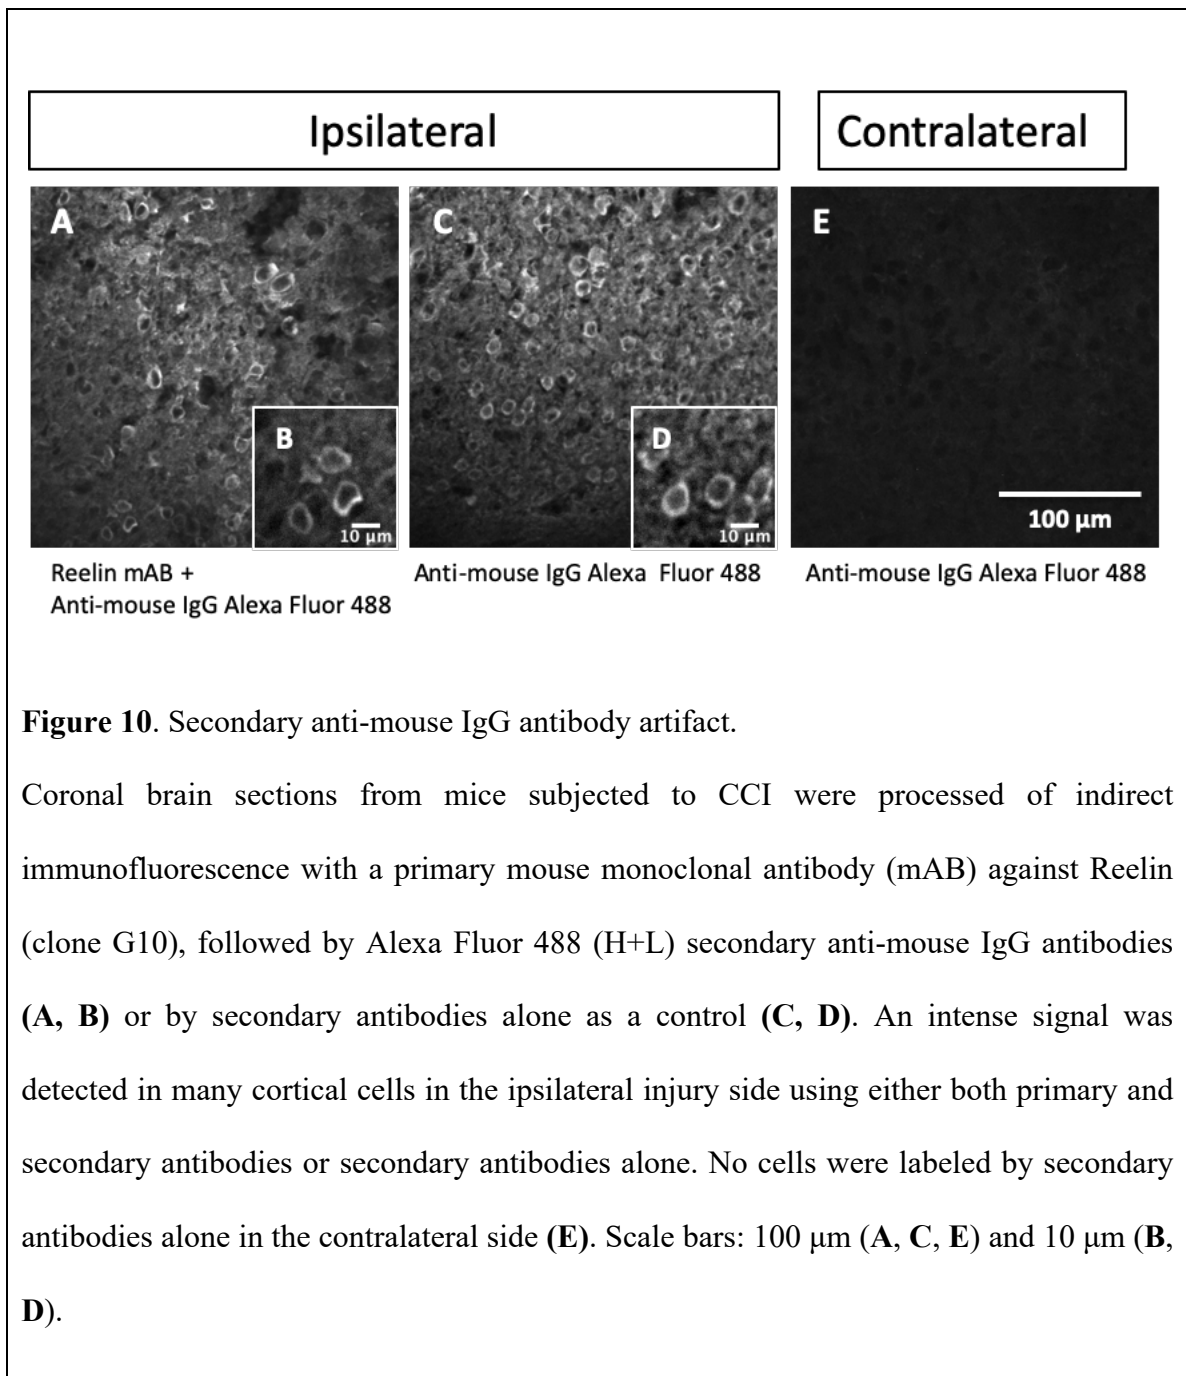 Ipsilateral
Contralateral
A
C
E
B
D
10 µm
10 µm
100 µm
Reelin mAB +
Anti-mouse IgG Alexa Fluor 488
Anti-mouse IgG Alexa Fluor 488
Anti-mouse IgG Alexa Fluor 488
Figure 10. Secondary anti-mouse IgG antibody artifact.
Coronal brain sections from mice subjected to CCI were processed of indirect
immunofluorescence with a primary mouse monoclonal antibody (mAB) against Reelin
(clone G10), followed by Alexa Fluor 488 (H+L) secondary anti-mouse IgG antibodies
(A, B) or by secondary antibodies alone as a control (C, D). An intense signal was
detected in many cortical cells in the ipsilateral injury side using either both primary and
secondary antibodies or secondary antibodies alone. No cells were labeled by secondary
antibodies alone in the contralateral side (E). Scale bars: 100 µm (A, C, E) and 10 µm (B,
D).